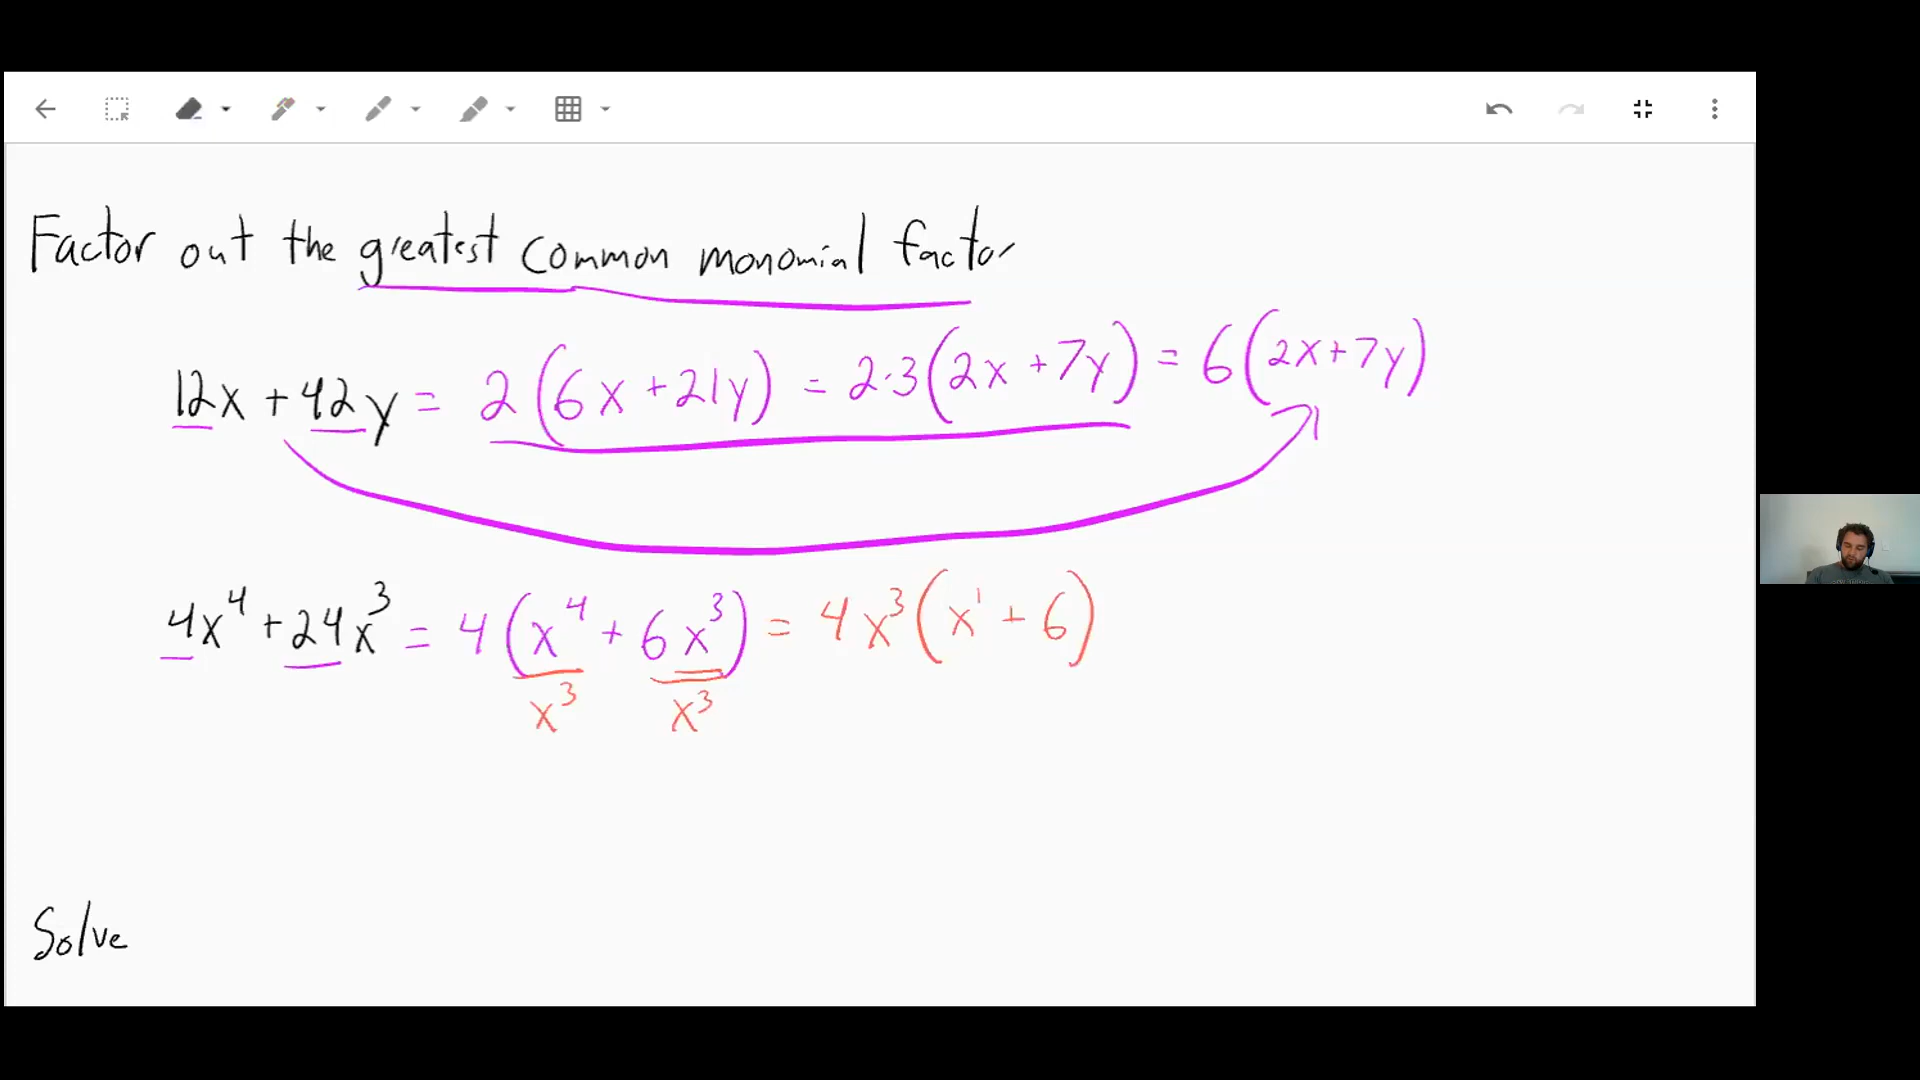 Factor out the greatest common monomial factor
12x + 42y = 2(6x + 21y) = 2·3(2x + 7y) = 6(2x + 7y)
4x⁴ + 24x³ = 4(x⁴ + 6x³) = 4x³(x¹ + 6)
x³ x³
Solve